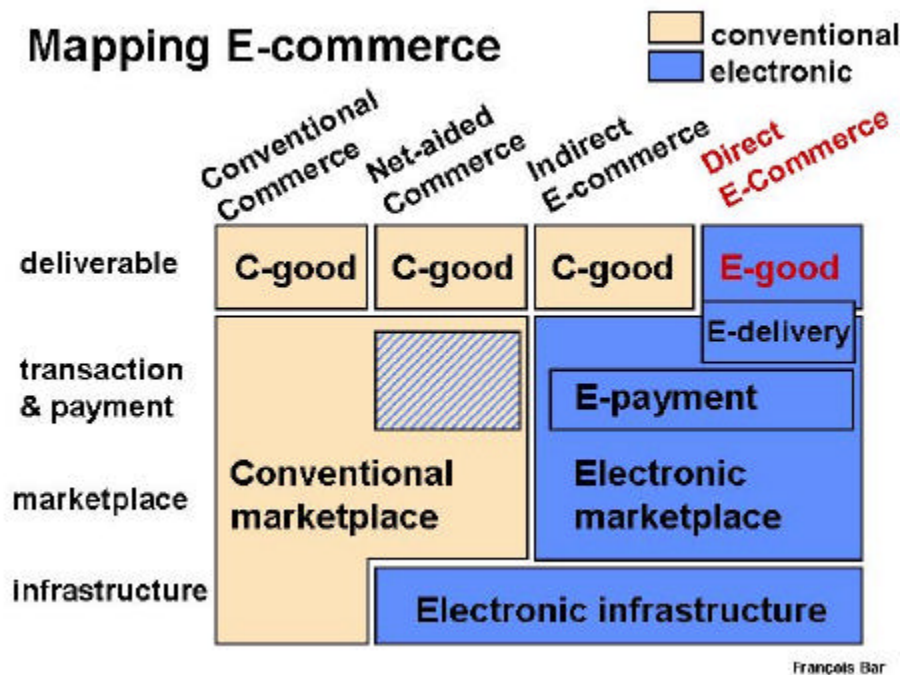 Mapping E-commerce
conventional
electronic
Conventional
Commerce
Net-aided
Commerce
Indirect
E-commerce
Direct
E-Commerce
deliverable
C-good
C-good
C-good
E-good
E-delivery
transaction
& payment
E-payment
marketplace
Conventional
marketplace
Electronic
marketplace
infrastructure
Electronic infrastructure
François Bar